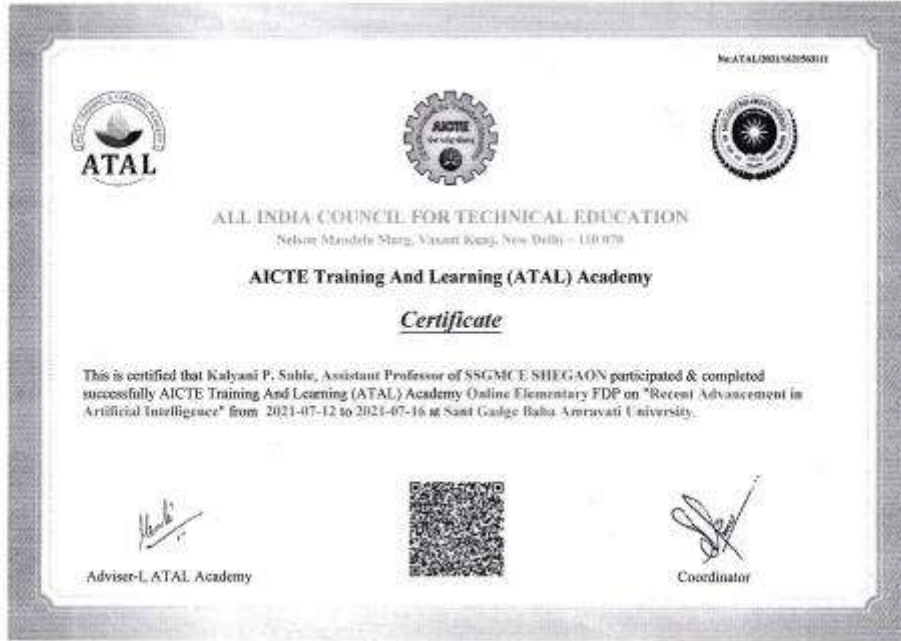 ATAL
AICTE
ALL INDIA COUNCIL FOR TECHNICAL EDUCATION
Nelson Mandela Marg, Vasant Kunj, New Delhi – 110 070
AICTE Training And Learning (ATAL) Academy
Certificate
This is certified that Kalyani P. Sable, Assistant Professor of SSGMCE SHEGAON participated & completed
successfully AICTE Training And Learning (ATAL) Academy Online Elementary FDP on "Recent Advancement in
Artificial Intelligence" from 2021-07-12 to 2021-07-16 at Sant Gadge Baba Amravati University.
Adviser-I, ATAL Academy
Coordinator